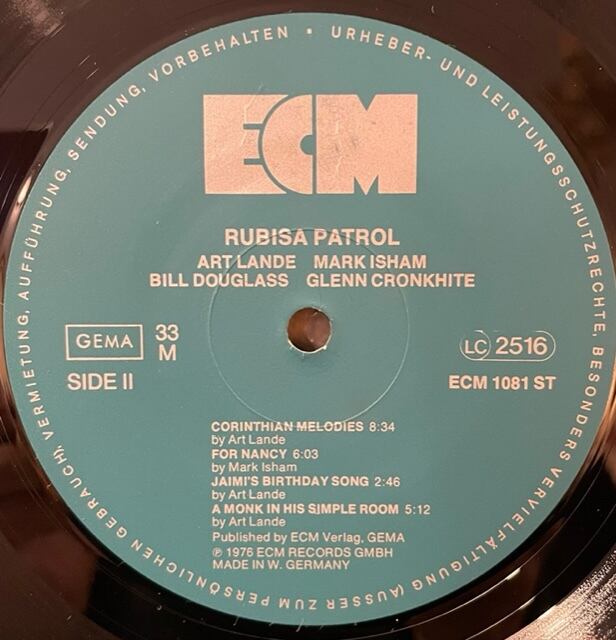 URHEBER- UND LEISTUNGSSCHUTZRECHTE, BESONDERS VERVIELFÄLTIGUNG (AUSSER ZUM PERSÖNLICHEN GEBRAUCH), VERMIETUNG, AUFFÜHRUNG, SENDUNG, VORBEHALTEN •
ECM
RUBISA PATROL
ART LANDE MARK ISHAM
BILL DOUGLASS GLENN CRONKHITE
GEMA 33 LC 2516
M
SIDE II ECM 1081 ST
CORINTHIAN MELODIES 8:34
by Art Lande
FOR NANCY 6:03
by Mark Isham
JAIMI'S BIRTHDAY SONG 2:46
by Art Lande
A MONK IN HIS SIMPLE ROOM 5:12
by Art Lande
Published by ECM Verlag, GEMA
℗ 1976 ECM RECORDS GMBH
MADE IN W. GERMANY